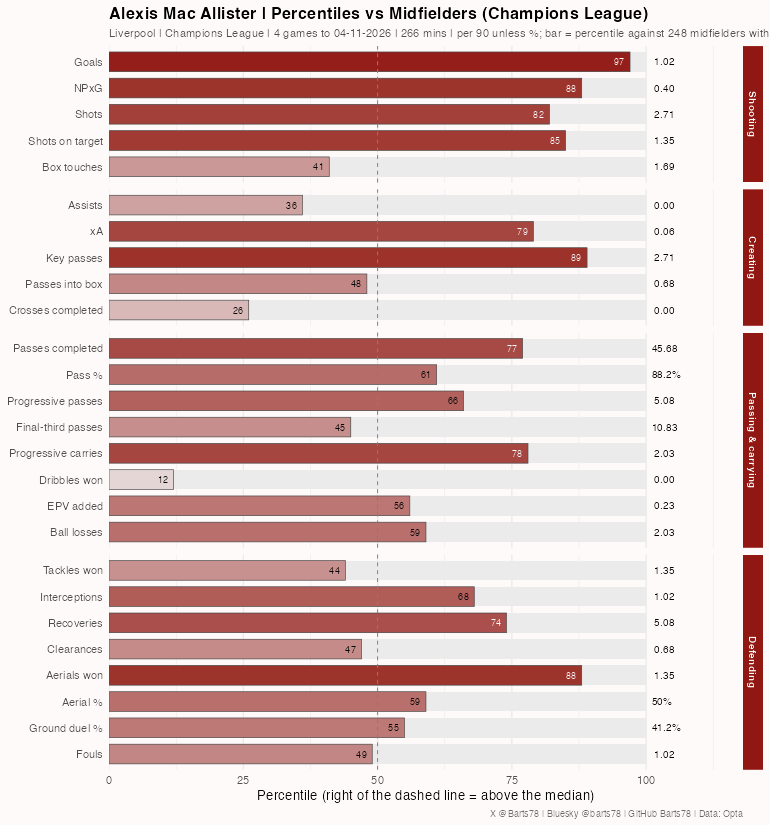 Alexis Mac Allister | Percentiles vs Midfielders (Champions League)
Liverpool | Champions League | 4 games to 04-11-2026 | 266 mins | per 90 unless %; bar = percentile against 248 midfielders with
Goals 97 1.02
NPxG 88 0.40
Shots 82 2.71
Shots on target 85 1.35
Box touches 41 1.69
Shooting
Assists 36 0.00
xA 79 0.06
Key passes 89 2.71
Passes into box 48 0.68
Crosses completed 26 0.00
Creating
Passes completed 77 45.68
Pass % 61 88.2%
Progressive passes 66 5.08
Final-third passes 45 10.83
Progressive carries 78 2.03
Dribbles won 12 0.00
EPV added 56 0.23
Ball losses 59 2.03
Passing & carrying
Tackles won 44 1.35
Interceptions 68 1.02
Recoveries 74 5.08
Clearances 47 0.68
Aerials won 88 1.35
Aerial % 59 50%
Ground duel % 55 41.2%
Fouls 49 1.02
Defending
0 25 50 75 100
Percentile (right of the dashed line = above the median)
X @Barts78 | Bluesky @barts78 | GitHub Barts78 | Data: Opta